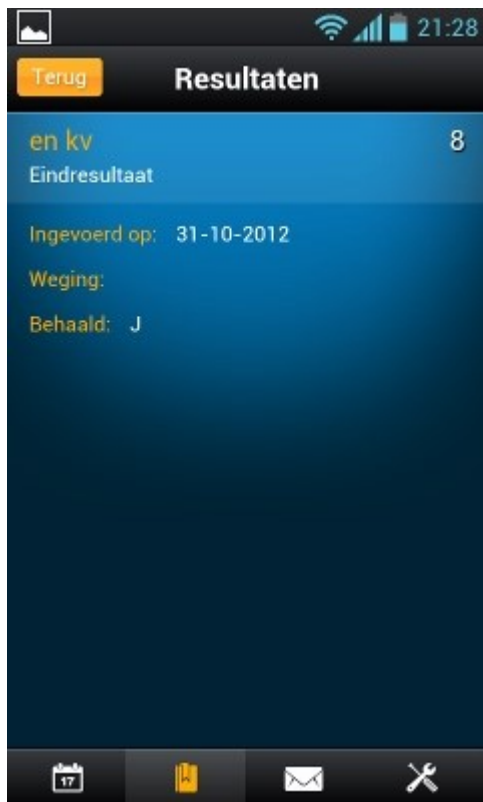 21:28
Terug Resultaten
en kv 8
Eindresultaat
Ingevoerd op: 31-10-2012
Weging:
Behaald: J
17